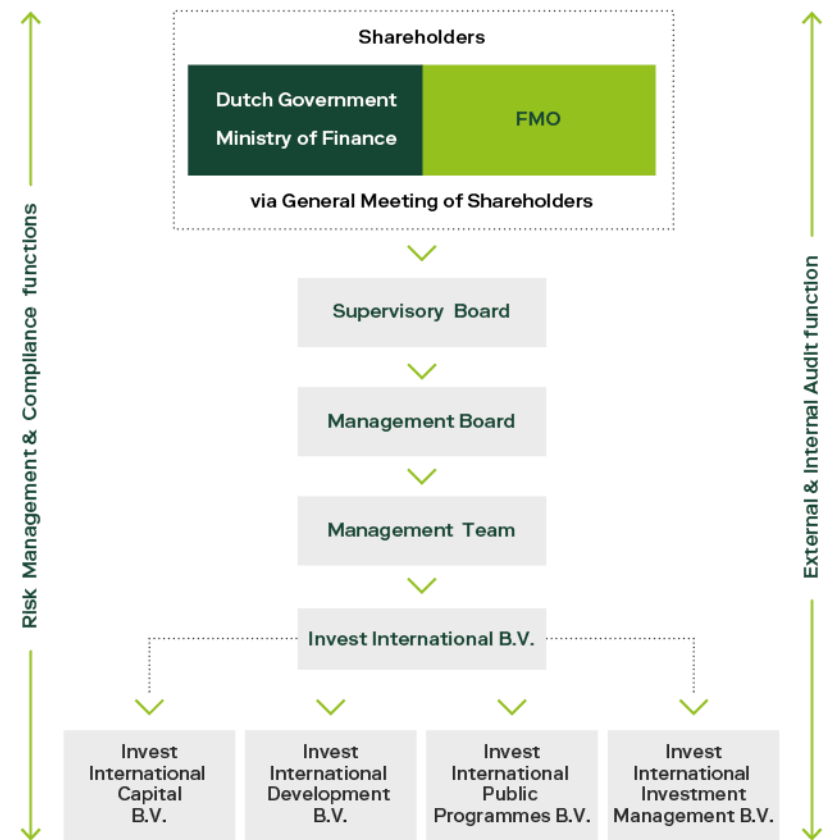 Shareholders
Dutch Government
Ministry of Finance
FMO
via General Meeting of Shareholders
Supervisory Board
Management Board
Management Team
Invest International B.V.
Invest
International
Capital
B.V.
Invest
International
Development
B.V.
Invest
International
Public
Programmes B.V.
Invest
International
Investment
Management B.V.
Risk Management & Compliance functions
External & Internal Audit function